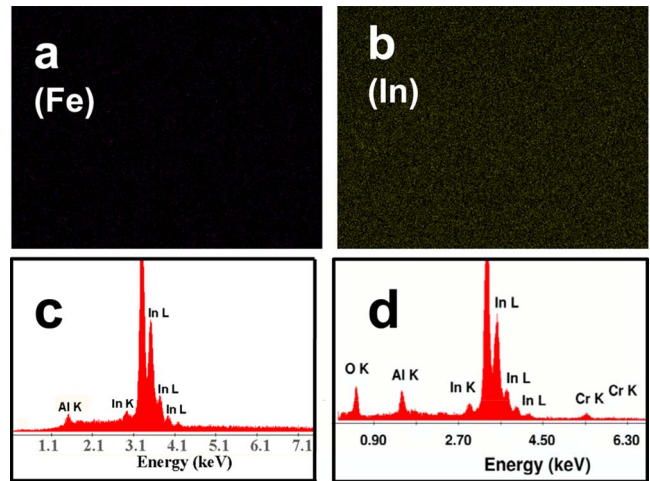 a
(Fe)
b
(In)
c
Al K
In K
In L
In L
In L
1.1 2.1 3.1 4.1 5.1 6.1 7.1
Energy (keV)
d
O K
Al K
In K
In L
In L
In L
Cr K
Cr K
0.90 2.70 4.50 6.30
Energy (keV)